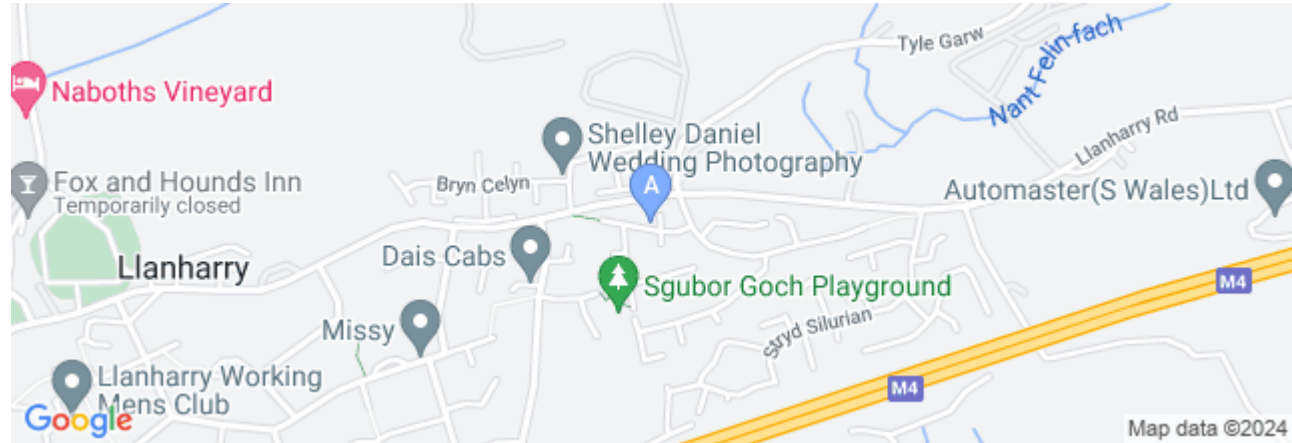 Tyle Garw
Nant Felin-fach
Naboths Vineyard
Shelley Daniel
Wedding Photography
Llanharry Rd
Fox and Hounds Inn
Temporarily closed
Bryn Celyn
A
Automaster(S Wales)Ltd
Llanharry
Dais Cabs
Sgubor Goch Playground
M4
Missy
Stryd Silurian
Llanharry Working
Mens Club
M4
Google
Map data ©2024